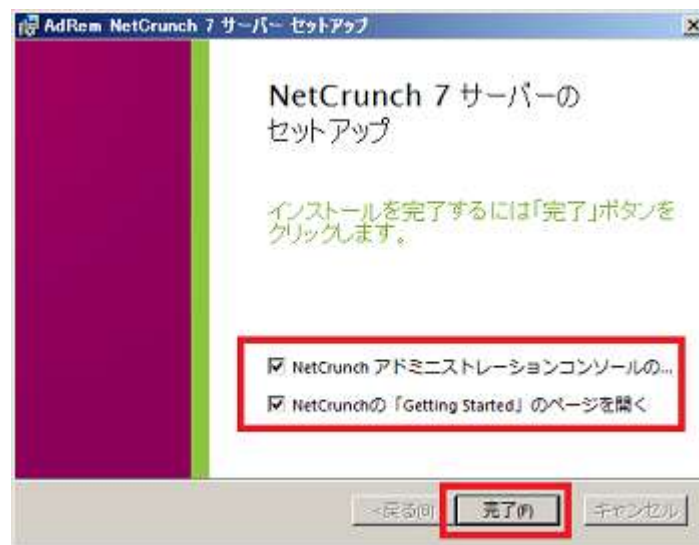 AdRem NetCrunch 7 サーバー セットアップ
NetCrunch 7 サーバーの
セットアップ
インストールを完了するには「完了」ボタンを
クリックします。
NetCrunch アドミニストレーションコンソールの...
NetCrunchの「Getting Started」のページを開く
<戻る(B) 完了(F) キャンセル